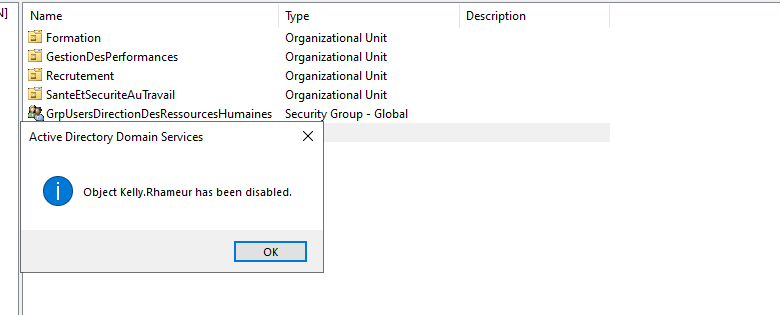 N]
Name Type Description
Formation Organizational Unit
GestionDesPerformances Organizational Unit
Recrutement Organizational Unit
SanteEtSecuriteAuTravail Organizational Unit
GrpUsersDirectionDesRessourcesHumaines Security Group - Global
Active Directory Domain Services
Object Kelly.Rhameur has been disabled.
OK